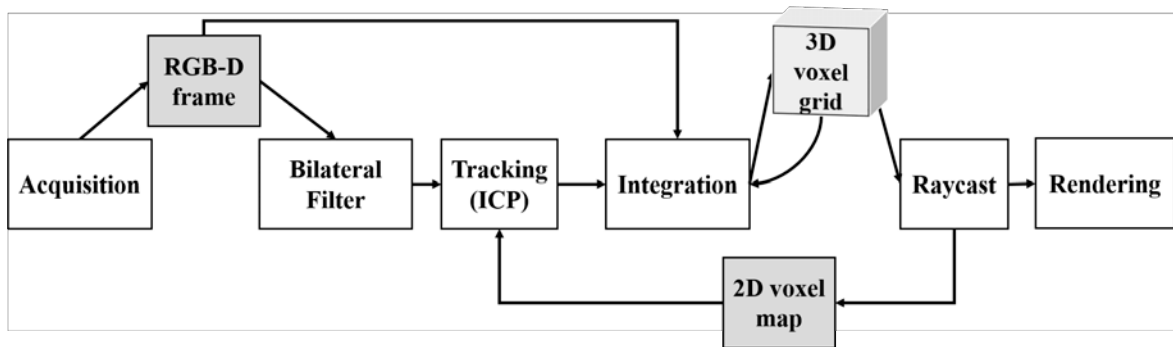 RGB-D
frame
3D
voxel
grid
Acquisition
Bilateral
Filter
Tracking
(ICP)
Integration
Raycast
Rendering
2D voxel
map